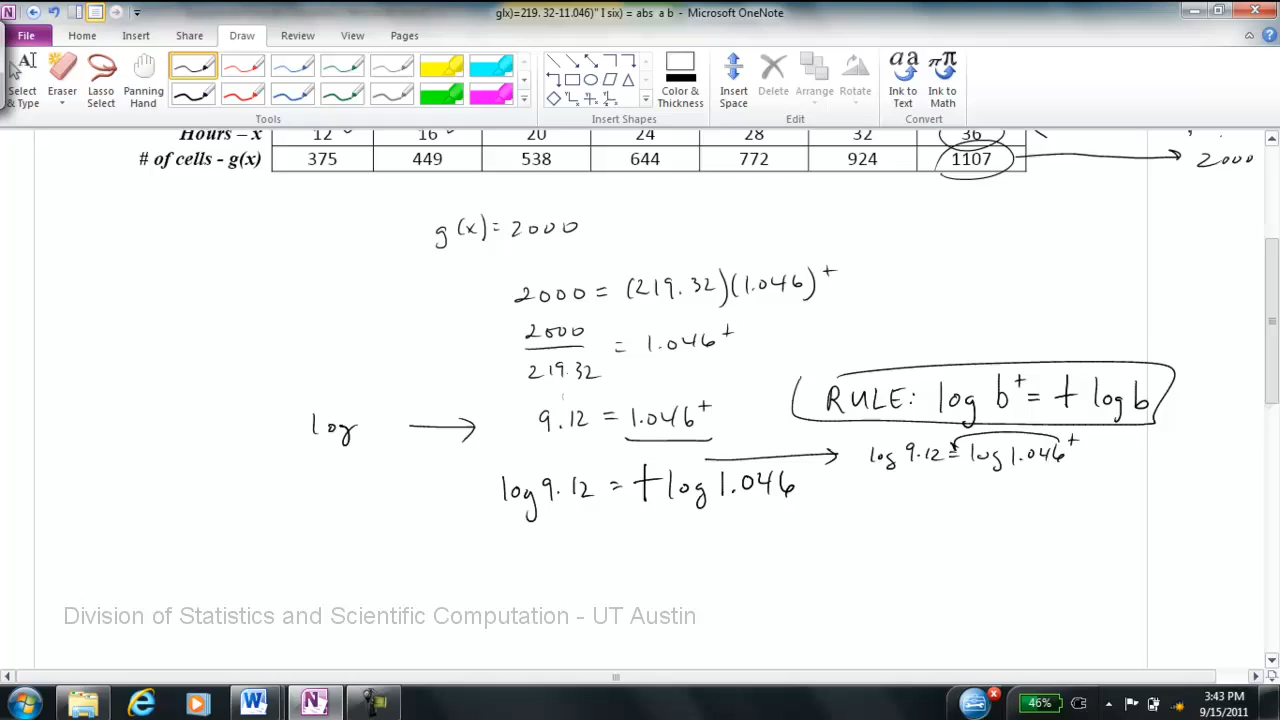 g(x)=219. 32-11.046)" I six) = abs a b - Microsoft OneNote
File Home Insert Share Draw Review View Pages
Select & Type Eraser Lasso Select Panning Hand Color & Thickness Insert Space Delete Arrange Rotate Ink to Text Ink to Math
Tools Insert Shapes Edit Convert
Hours – x 12 16 20 24 28 32 36
# of cells - g(x) 375 449 538 644 772 924 1107 2000
g(x) = 2000
2000 = (219.32)(1.046)^t
2000
219.32
= 1.046^t
9.12 = 1.046^t
RULE: log b^t = t log b
log
log 9.12 = log 1.046^t
log 9.12 = t log 1.046
Division of Statistics and Scientific Computation - UT Austin
46% 3:43 PM
9/15/2011